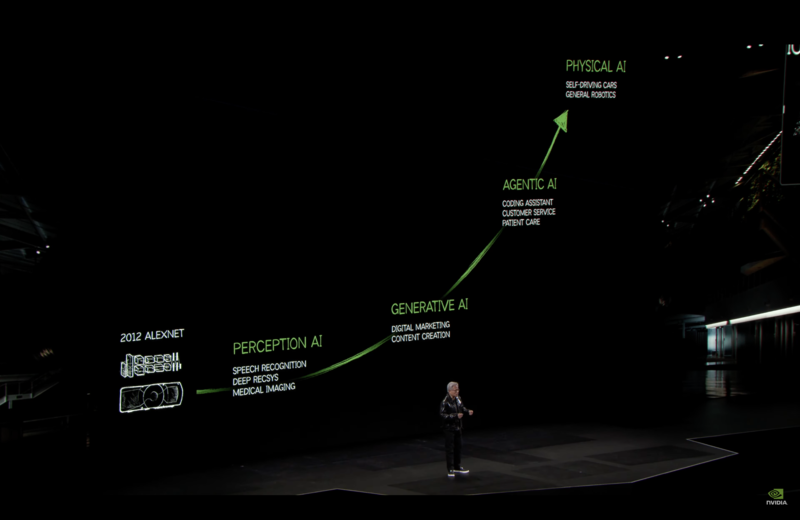 PHYSICAL AI
SELF-DRIVING CARS
GENERAL ROBOTICS
AGENTIC AI
CODING ASSISTANT
CUSTOMER SERVICE
PATIENT CARE
GENERATIVE AI
DIGITAL MARKETING
CONTENT CREATION
2012 ALEXNET
PERCEPTION AI
SPEECH RECOGNITION
DEEP RECSYS
MEDICAL IMAGING
NVIDIA